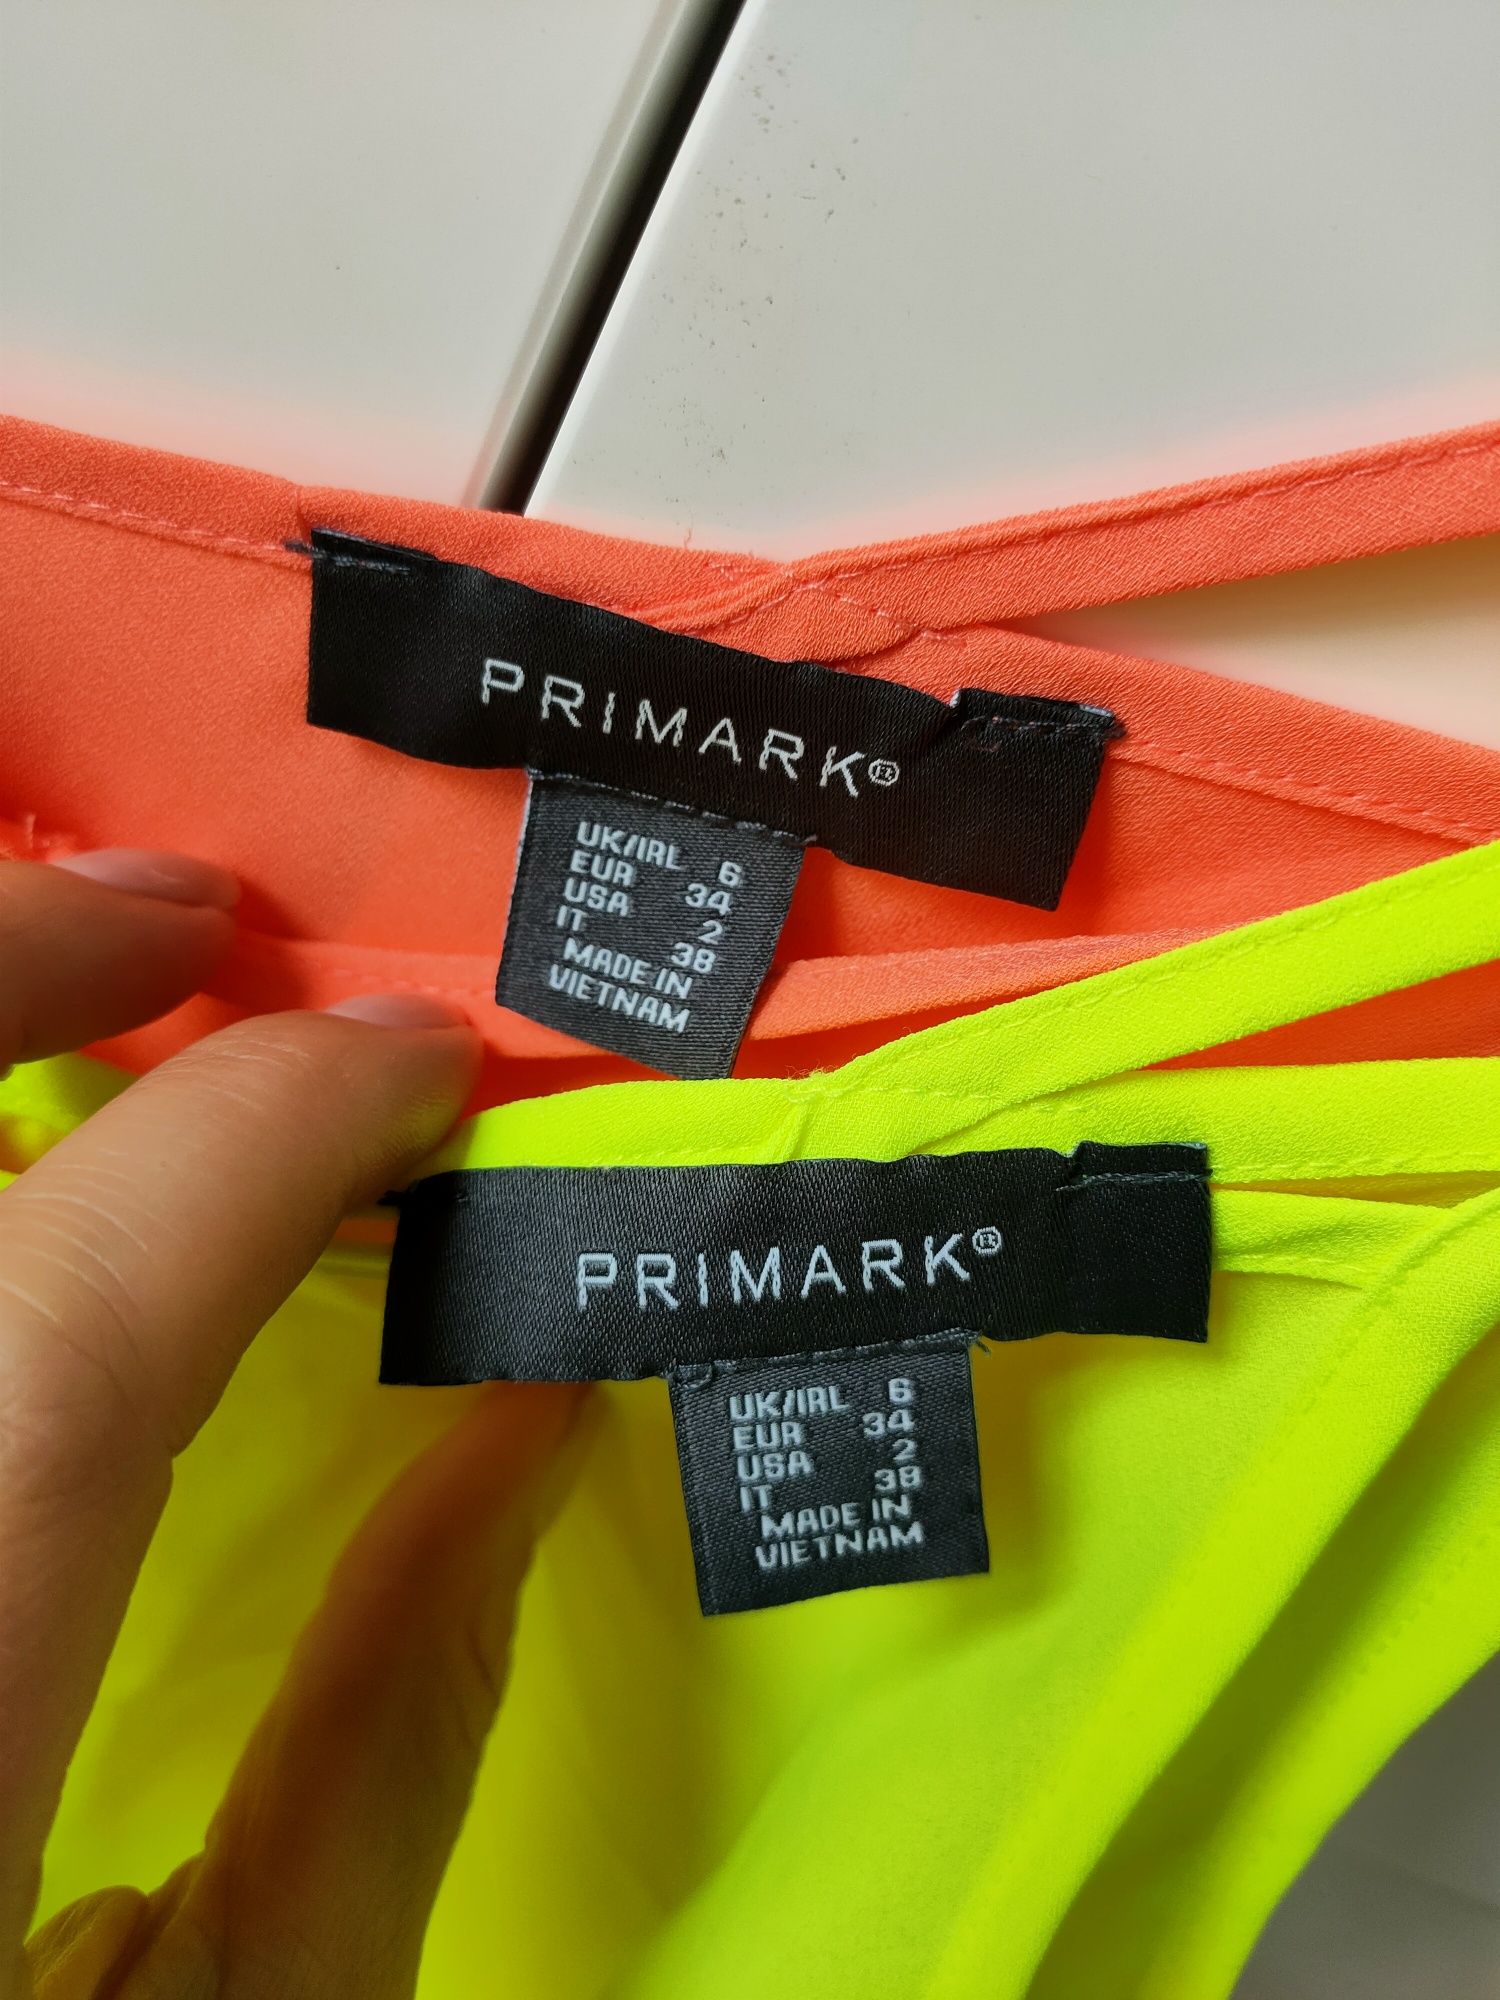 PRIMARK®
UK/IRL 6
EUR 34
USA 2
IT 38
MADE IN
VIETNAM
PRIMARK®
UK/IRL 6
EUR 34
USA 2
IT 38
MADE IN
VIETNAM